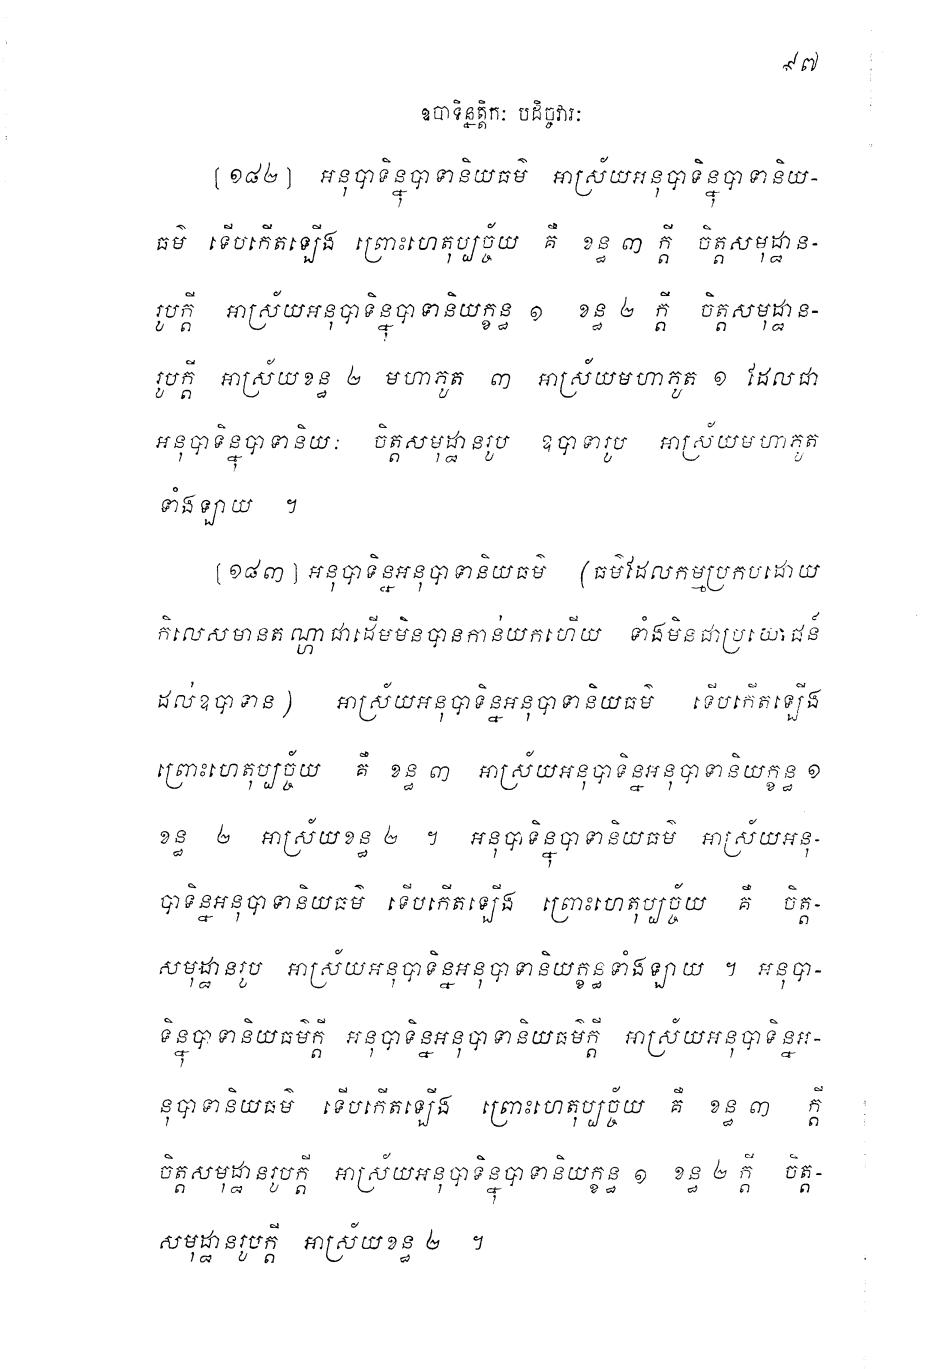 ៩៧
ឧបាទិន្នត្តិកៈ បដិច្ចវារៈ
[១៨២] អនុបាទិន្នុបាទានិយធម៌ អាស្រ័យអនុបាទិន្នុបាទានិយ-
ធម៌ ទើបកើតឡើង ព្រោះហេតុប្បច្ច័យ គឺ ខន្ធ ៣ ក្តី ចិត្តសមុដ្ឋាន-
រូបក្តី អាស្រ័យអនុបាទិន្នុបាទានិយក្ខន្ធ ១ ខន្ធ ២ ក្តី ចិត្តសមុដ្ឋាន-
រូបក្តី អាស្រ័យខន្ធ ២ មហាភូត ៣ អាស្រ័យមហាភូត ១ ដែលជា
អនុបាទិន្នុបាទានិយៈ ចិត្តសមុដ្ឋានរូប ឧបាទារូប អាស្រ័យមហាភូត
ទាំងឡាយ ។
[១៨៣] អនុបាទិន្នអនុបាទានិយធម៌ (ធម៌ដែលកម្មប្រកបដោយ
កិលេសមានតណ្ហាជាដើមមិនបានកាន់យកហើយ ទាំងមិនជាប្រយោជន៍
ដល់ឧបាទាន) អាស្រ័យអនុបាទិន្នអនុបាទានិយធម៌ ទើបកើតឡើង
ព្រោះហេតុប្បច្ច័យ គឺ ខន្ធ ៣ អាស្រ័យអនុបាទិន្នអនុបាទានិយក្ខន្ធ ១
ខន្ធ ២ អាស្រ័យខន្ធ ២ ។ អនុបាទិន្នុបាទានិយធម៌ អាស្រ័យអនុ-
បាទិន្នអនុបាទានិយធម៌ ទើបកើតឡើង ព្រោះហេតុប្បច្ច័យ គឺ ចិត្ត-
សមុដ្ឋានរូប អាស្រ័យអនុបាទិន្នអនុបាទានិយក្ខន្ធទាំងឡាយ ។ អនុបា-
ទិន្នុបាទានិយធម៌ក្តី អនុបាទិន្នអនុបាទានិយធម៌ក្តី អាស្រ័យអនុបាទិន្នអ-
នុបាទានិយធម៌ ទើបកើតឡើង ព្រោះហេតុប្បច្ច័យ គឺ ខន្ធ ៣ ក្តី
ចិត្តសមុដ្ឋានរូបក្តី អាស្រ័យអនុបាទិន្នុបាទានិយក្ខន្ធ ១ ខន្ធ ២ ក្តី ចិត្ត-
សមុដ្ឋានរូបក្តី អាស្រ័យខន្ធ ២ ។